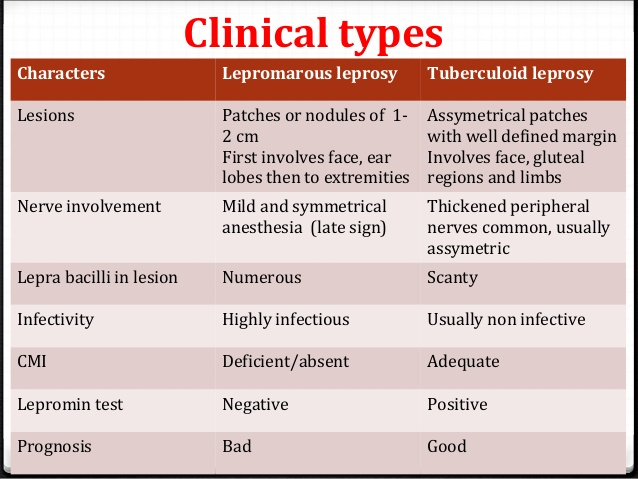 Clinical types
Characters
Lepromarous leprosy
Tuberculoid leprosy
Lesions
Patches or nodules of 1-
2 cm
First involves face, ear
lobes then to extremities
Assymetrical patches
with well defined margin
Involves face, gluteal
regions and limbs
Nerve involvement
Mild and symmetrical
anesthesia (late sign)
Thickened peripheral
nerves common, usually
assymetric
Lepra bacilli in lesion
Numerous
Scanty
Infectivity
Highly infectious
Usually non infective
CMI
Deficient/absent
Adequate
Lepromin test
Negative
Positive
Prognosis
Bad
Good